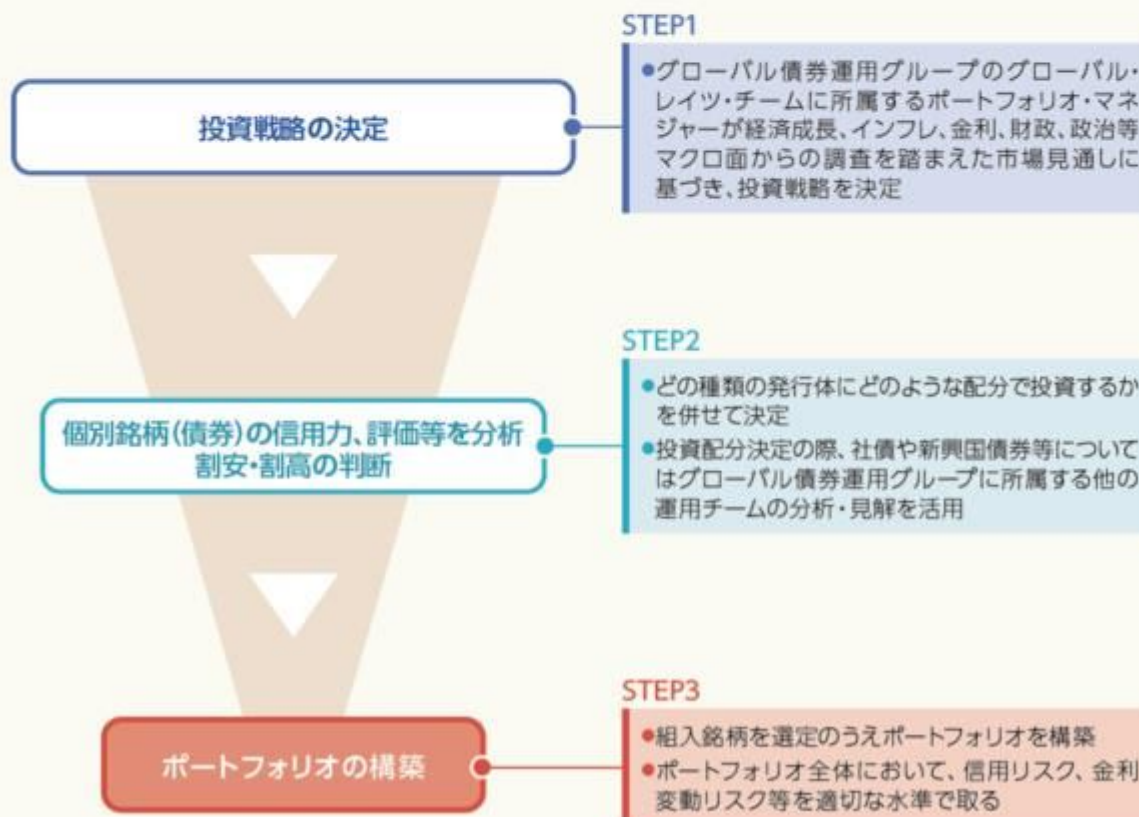 STEP1
投資戦略の決定
●グローバル債券運用グループのグローバル・
レイツ・チームに所属するポートフォリオ・マネ
ジャーが経済成長、インフレ、金利、財政、政治等
マクロ面からの調査を踏まえた市場見通しに
基づき、投資戦略を決定
STEP2
個別銘柄(債券)の信用力、評価等を分析
割安・割高の判断
●どの種類の発行体にどのような配分で投資するか
を併せて決定
●投資配分決定の際、社債や新興国債券等について
はグローバル債券運用グループに所属する他の
運用チームの分析・見解を活用
STEP3
ポートフォリオの構築
●組入銘柄を選定のうえポートフォリオを構築
●ポートフォリオ全体において、信用リスク、金利
変動リスク等を適切な水準で取る